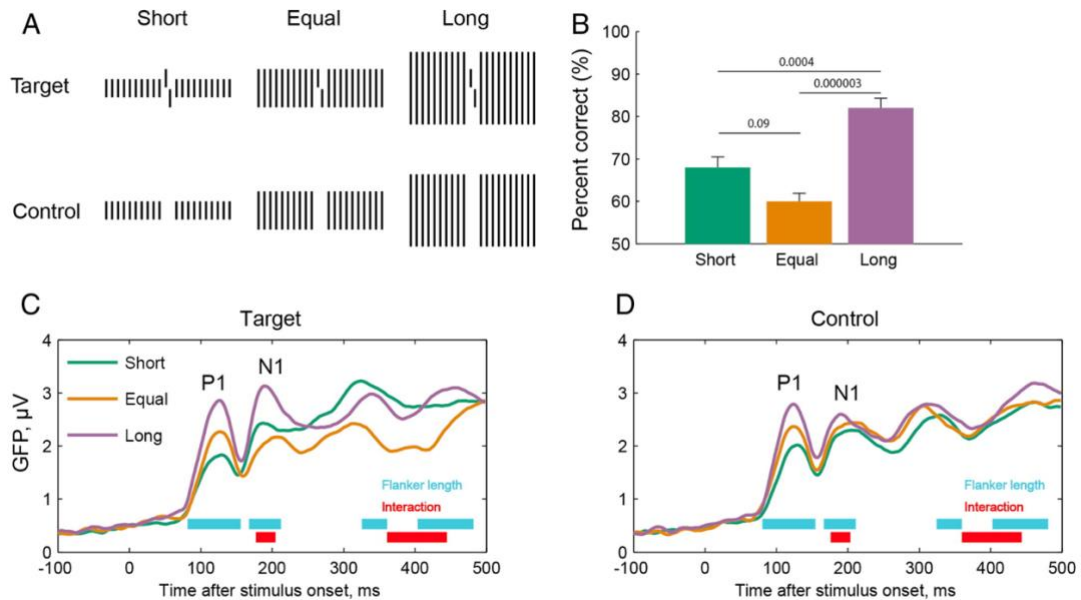 A
Short
Equal
Long
Target
Control
B
Percent correct (%)
100
90
80
70
60
50
0.0004
0.000003
0.09
Short
Equal
Long
C
Target
GFP, µV
4
3
2
1
0
Short
Equal
Long
P1
N1
Flanker length
Interaction
-100 0 100 200 300 400 500
Time after stimulus onset, ms
D
Control
4
3
2
1
0
P1
N1
Flanker length
Interaction
-100 0 100 200 300 400 500
Time after stimulus onset, ms